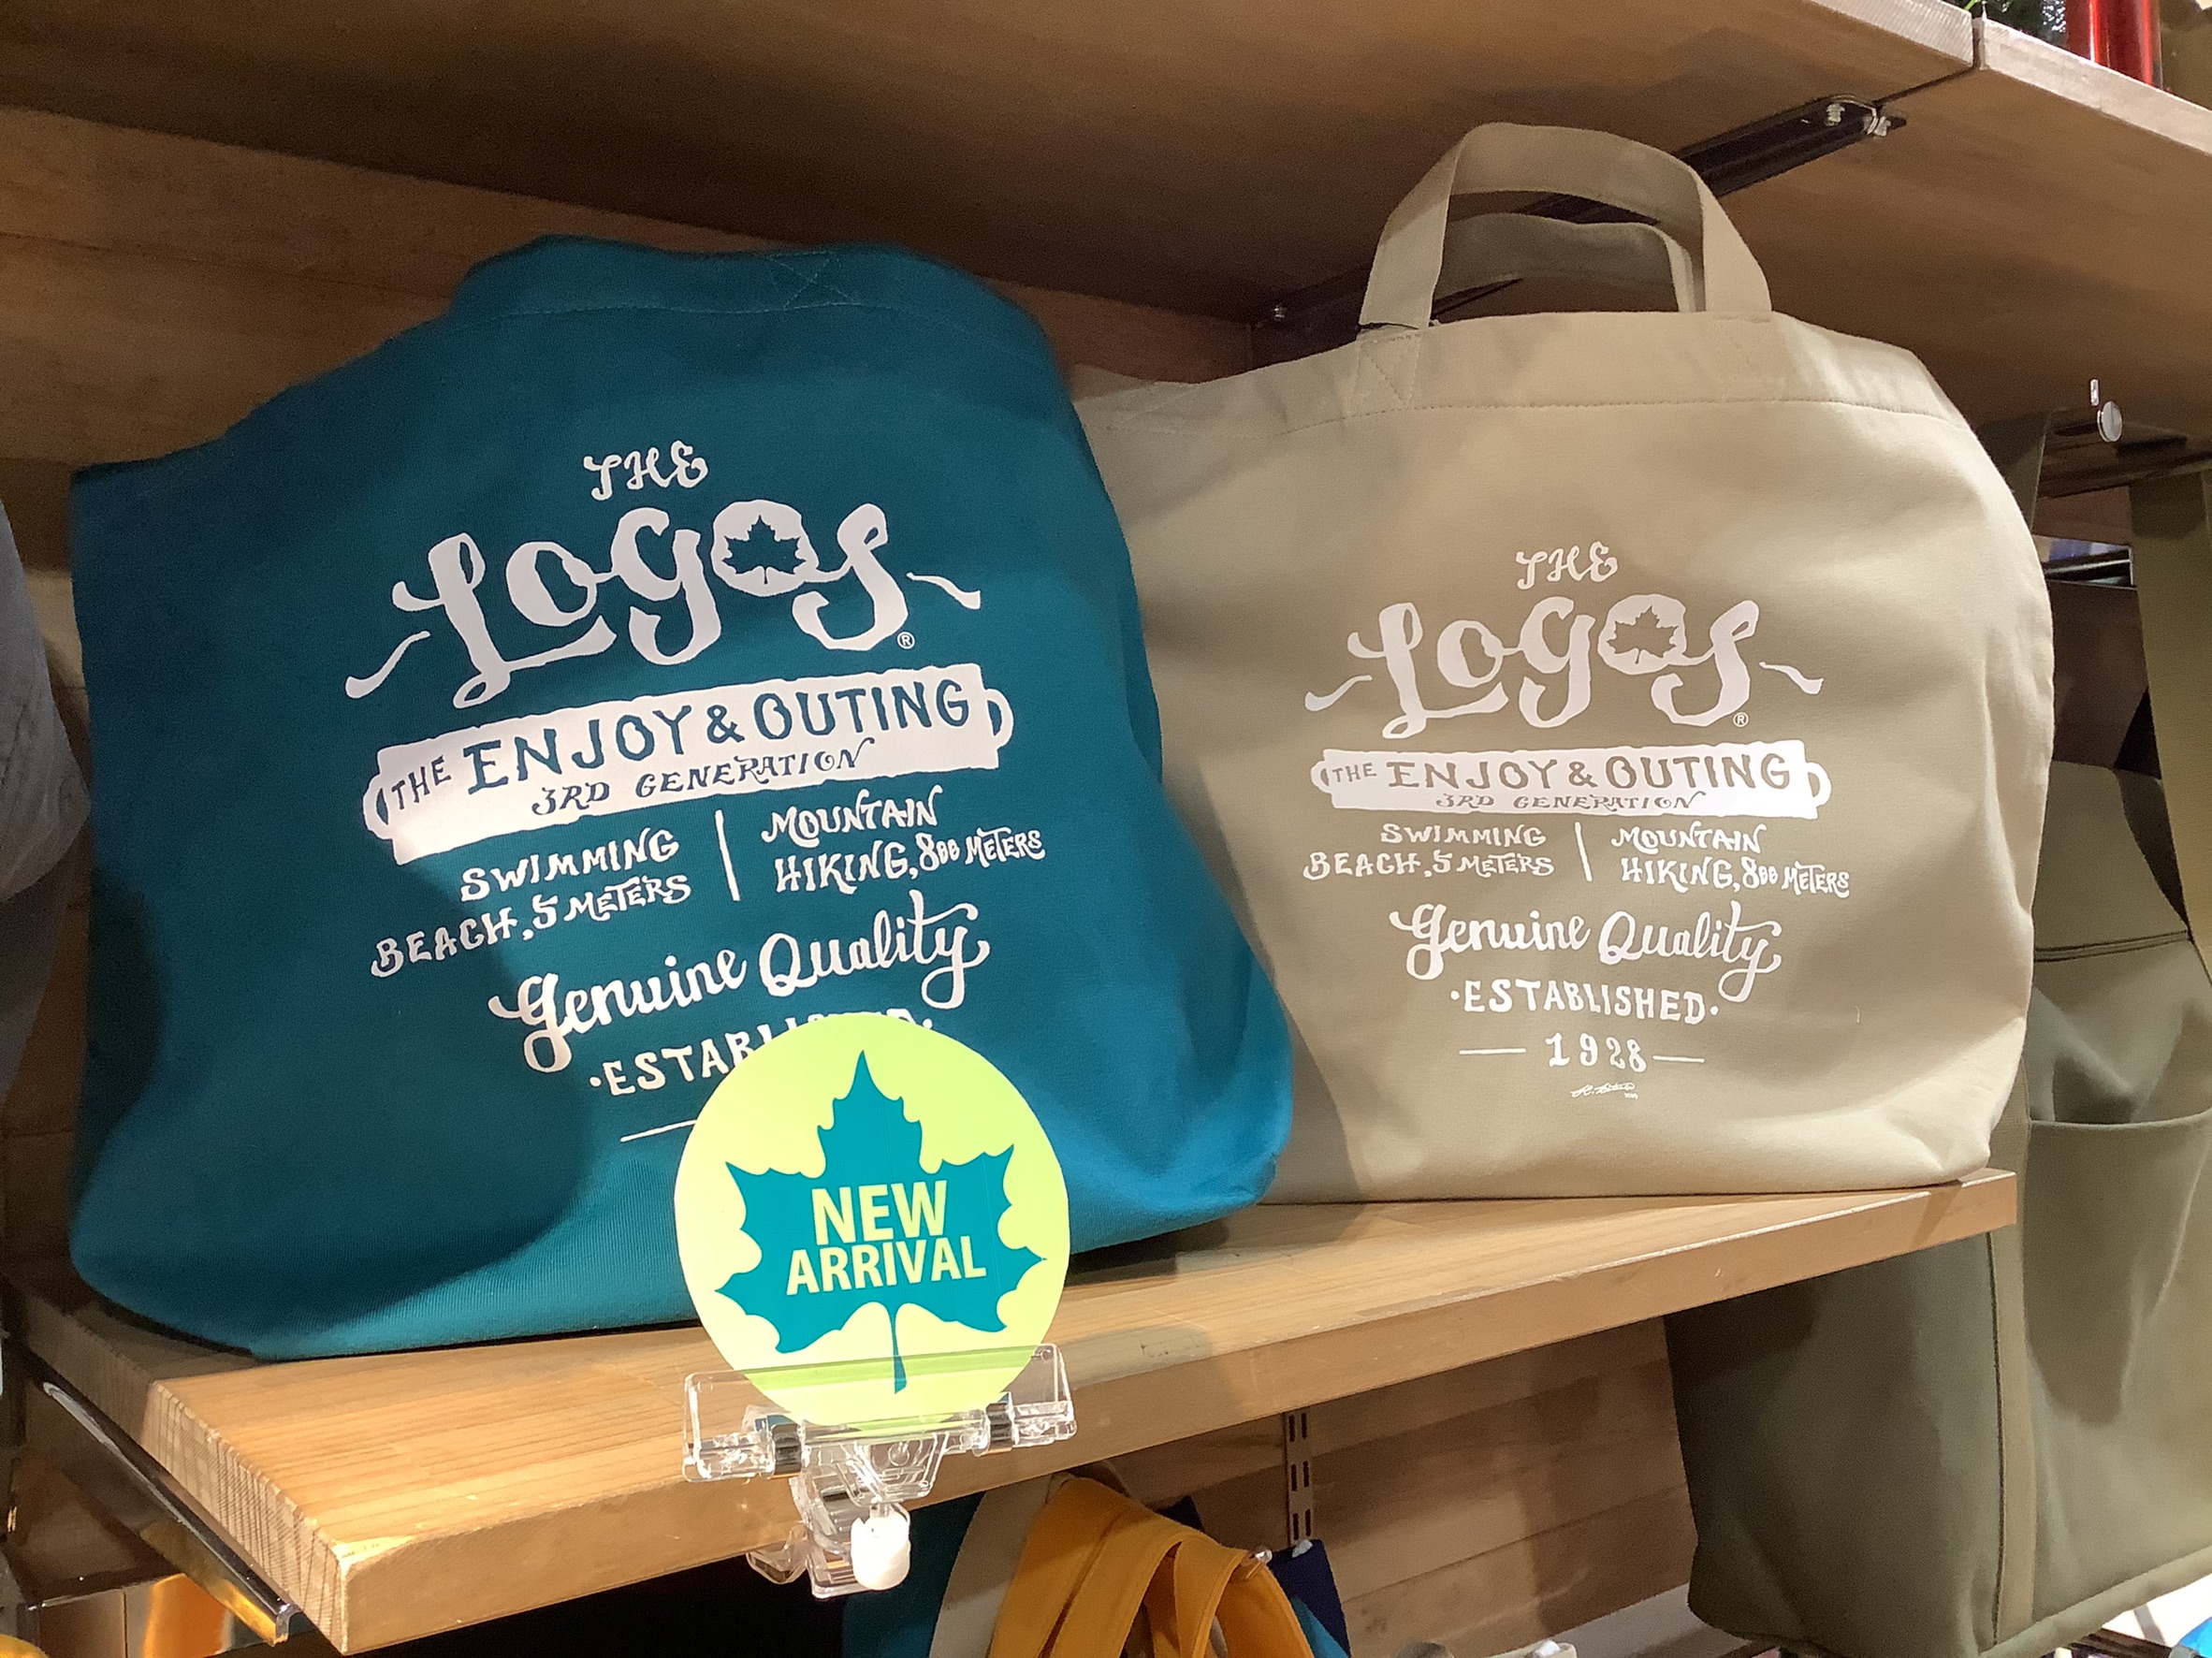 THE
Logos
®
THE ENJOY & OUTING
3RD GENERATION
SWIMMING
BEACH, 5 METERS
MOUNTAIN
HIKING, 800 METERS
Genuine Quality
·ESTABLISHED·
NEW
ARRIVAL
THE
Logos
®
THE ENJOY & OUTING
3RD GENERATION
SWIMMING
BEACH, 5 METERS
MOUNTAIN
HIKING, 800 METERS
Genuine Quality
·ESTABLISHED·
— 1928 —